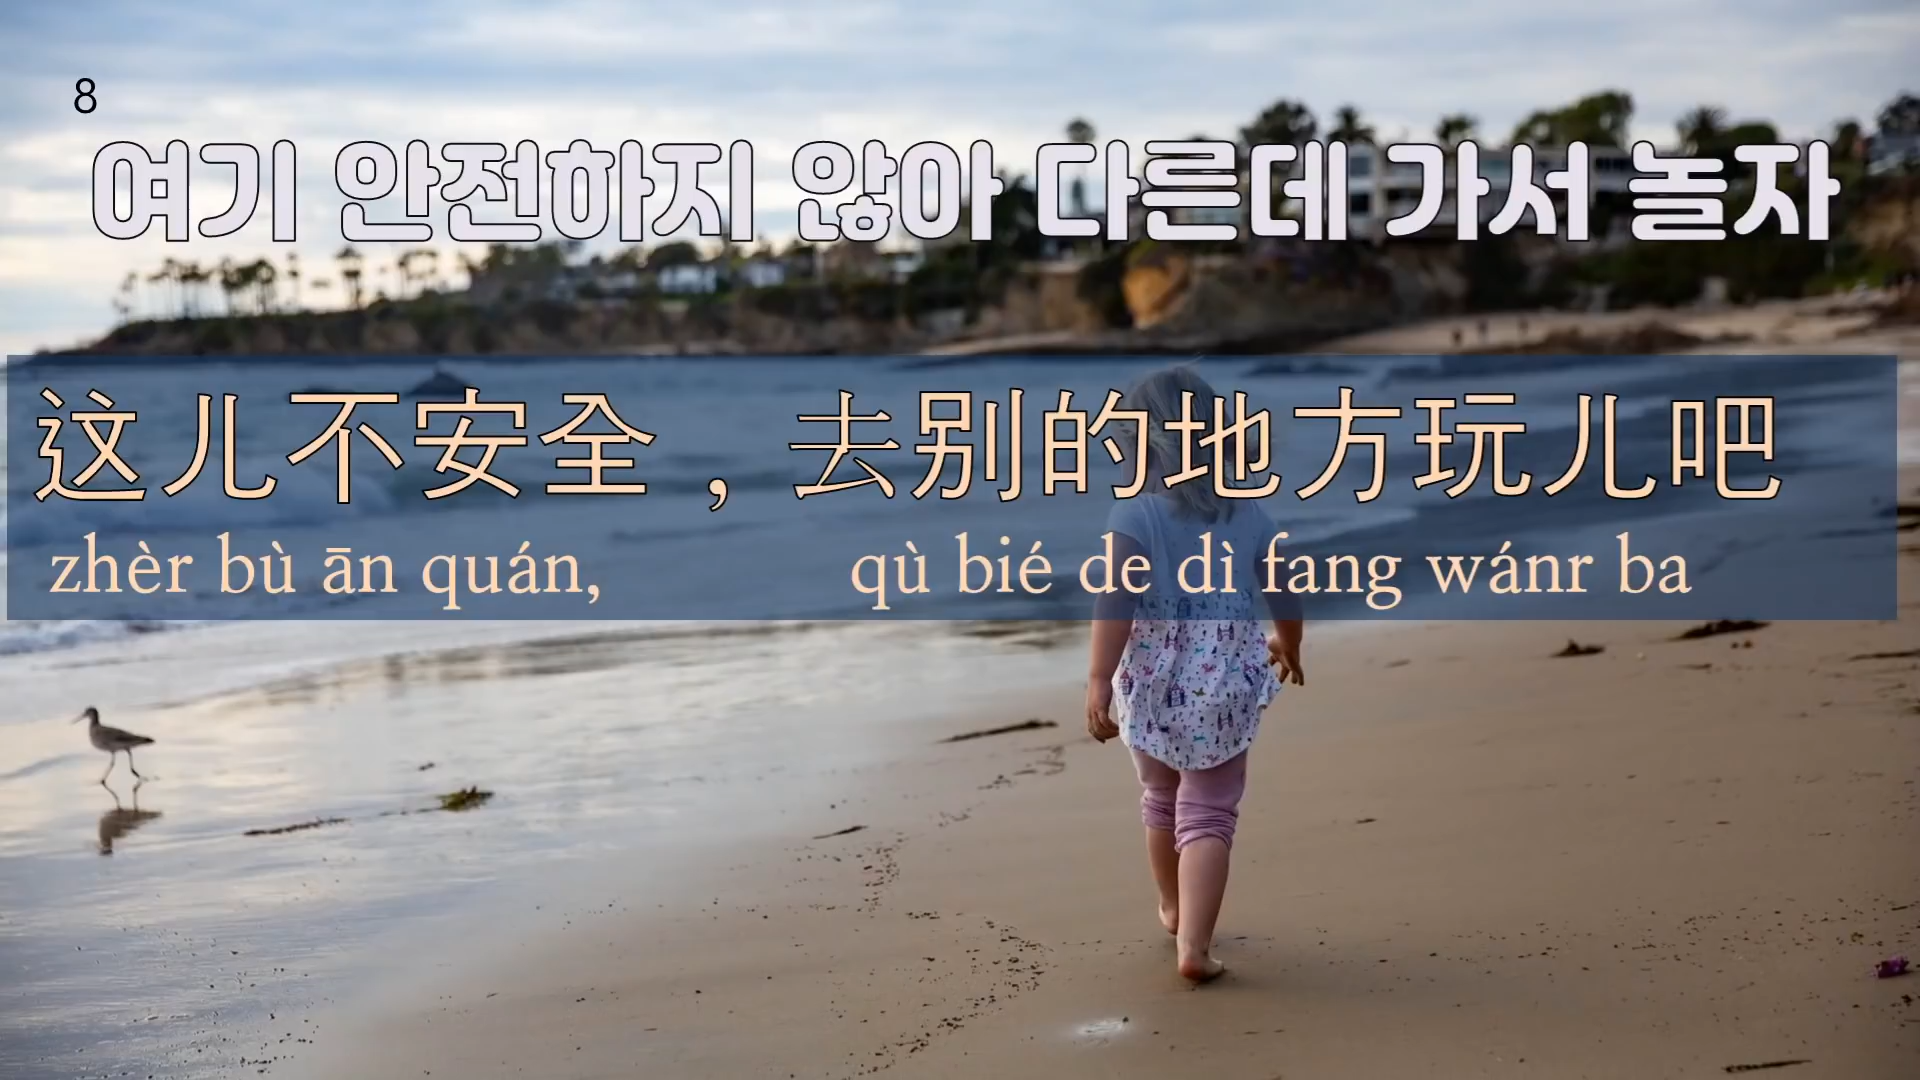 8
여기 안전하지 않아 다른데 가서 놀자
这儿不安全，去别的地方玩儿吧
zhèr bù ān quán, qù bié de dì fang wánr ba